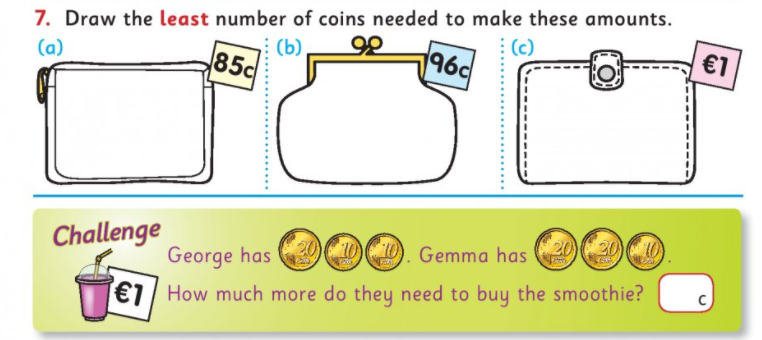 7. Draw the least number of coins needed to make these amounts.
(a) 85c (b) 96c (c) €1
Challenge
George has 20 10 10. Gemma has 20 20 10.
€1 How much more do they need to buy the smoothie? c